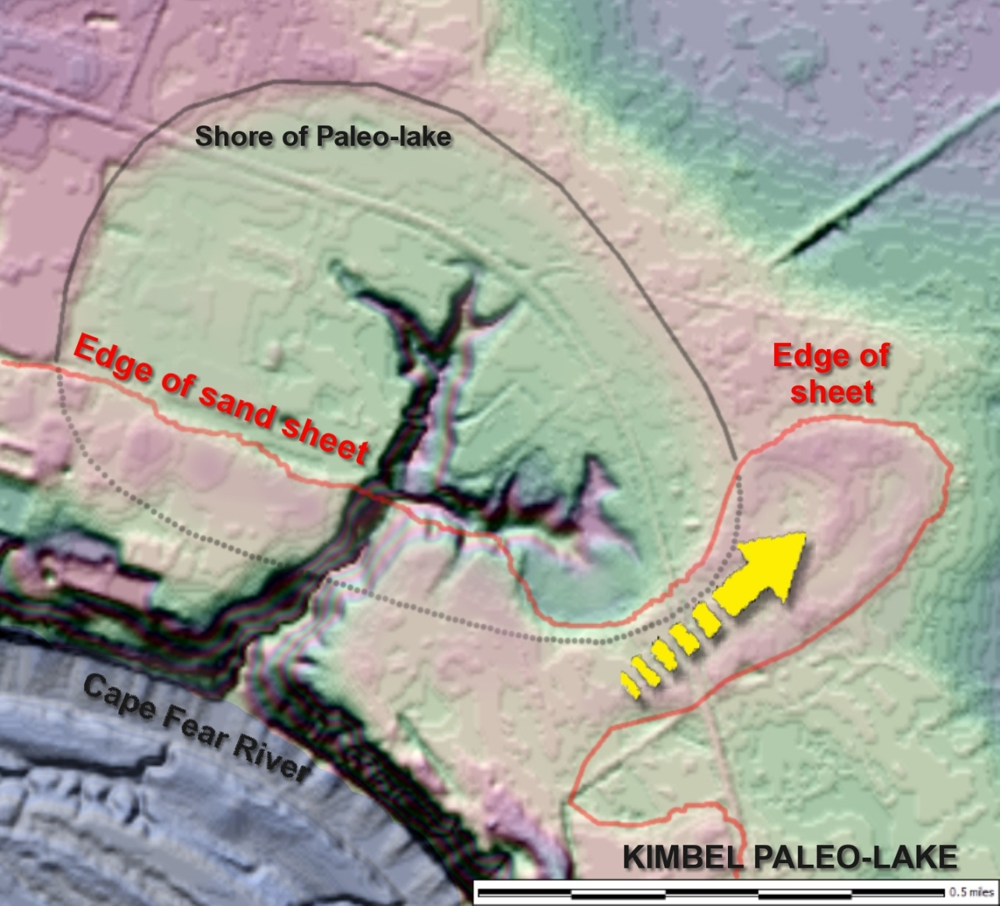 Shore of Paleo-lake
Edge of sand sheet
Edge of
sheet
Cape Fear River
KIMBEL PALEO-LAKE
0.5 miles